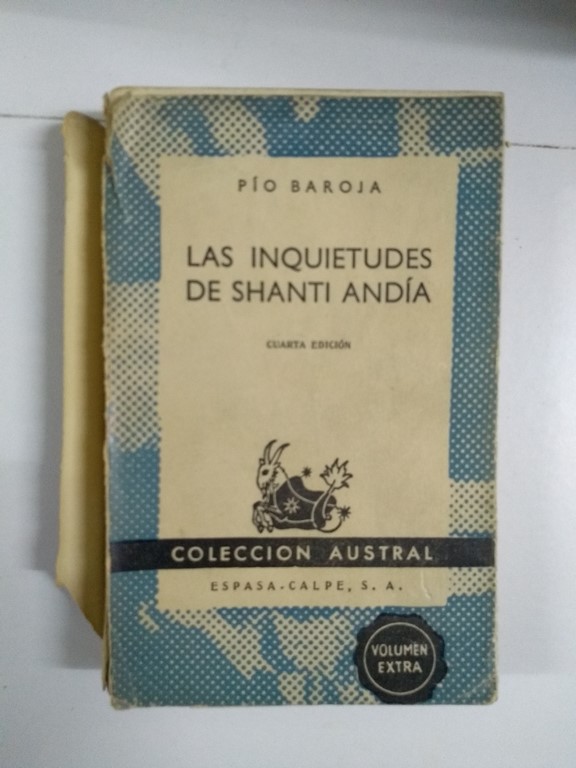 PÍO BAROJA
LAS INQUIETUDES
DE SHANTI ANDÍA
CUARTA EDICIÓN
COLECCION AUSTRAL
ESPASA-CALPE, S. A.
VOLUMEN
EXTRA